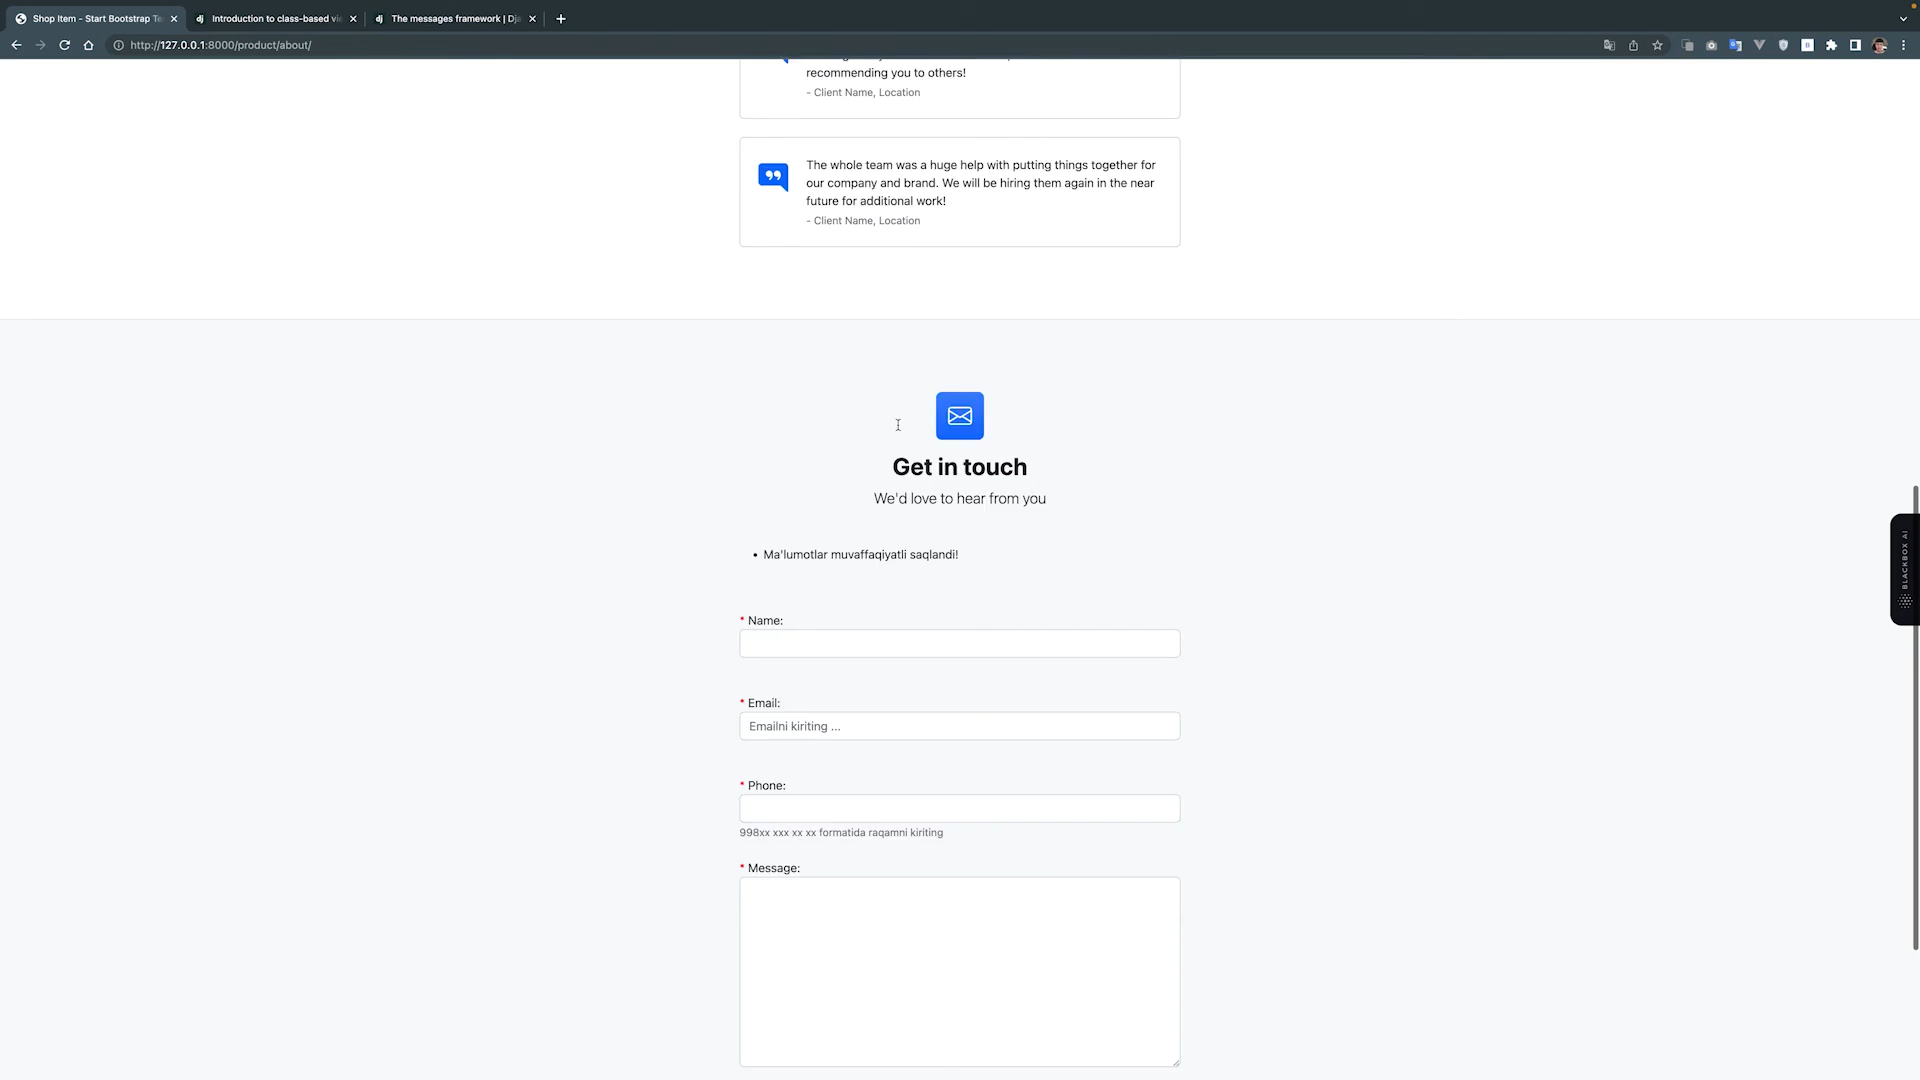 Shop Item - Start Bootstrap Te
Introduction to class-based vi
The messages framework | Dja
http://127.0.0.1:8000/product/about/
recommending you to others!
- Client Name, Location
The whole team was a huge help with putting things together for
our company and brand. We will be hiring them again in the near
future for additional work!
- Client Name, Location
Get in touch
We'd love to hear from you
• Ma'lumotlar muvaffaqiyatli saqlandi!
* Name:
* Email:
Emailni kiriting ...
* Phone:
998xx xxx xx xx formatida raqamni kiriting
* Message:
BLACKBOX AI